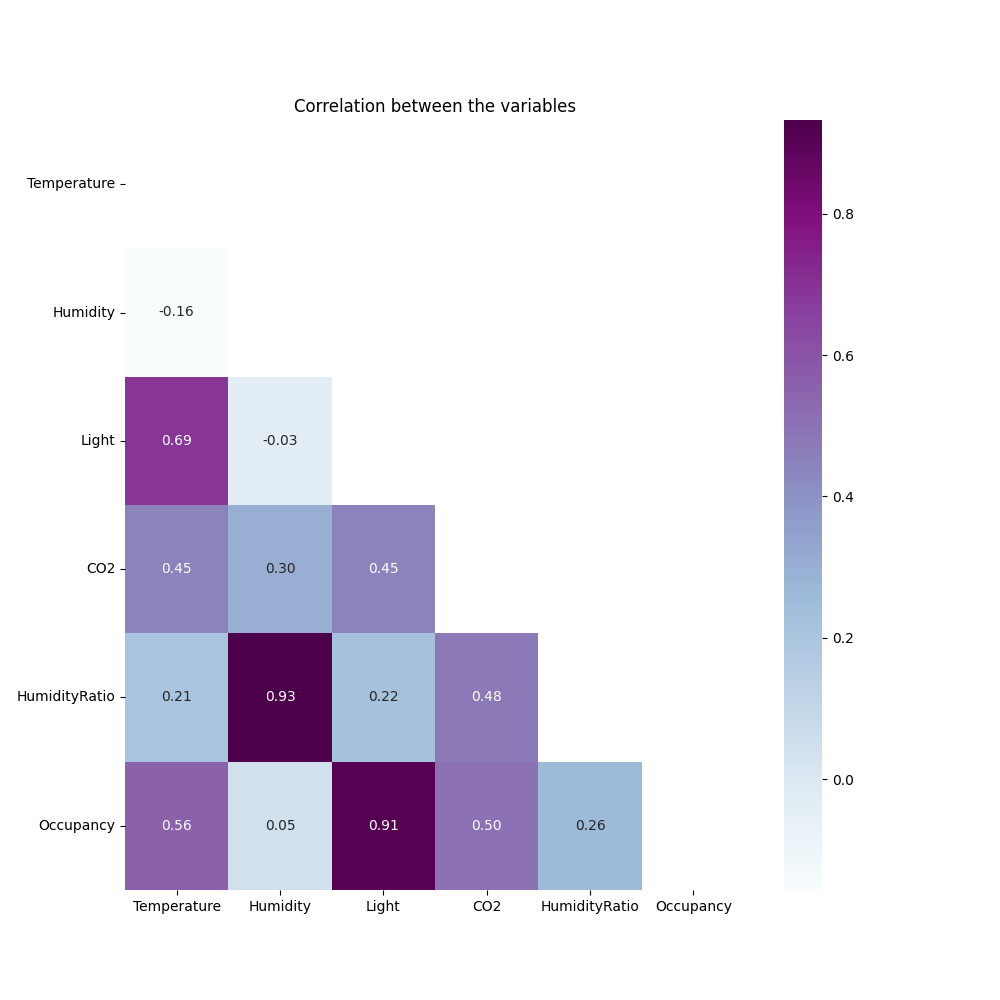 Correlation between the variables
Temperature
0.8
Humidity -0.16
0.6
Light 0.69 -0.03
0.4
CO2 0.45 0.30 0.45
0.2
HumidityRatio 0.21 0.93 0.22 0.48
0.0
Occupancy 0.56 0.05 0.91 0.50 0.26
Temperature Humidity Light CO2 HumidityRatio Occupancy